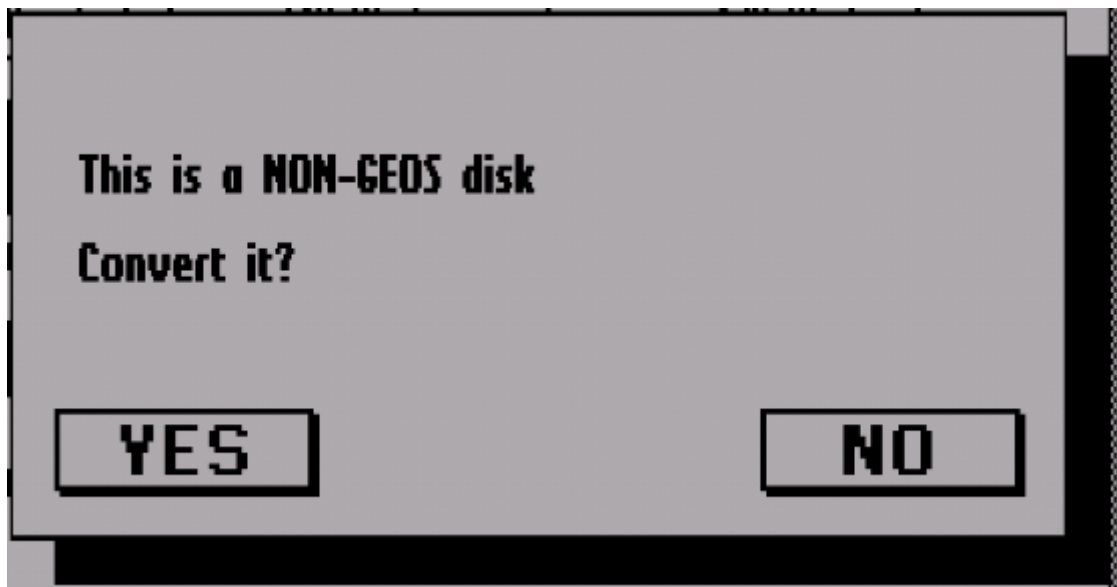 This is a NON-GEOS disk
Convert it?
YES
NO